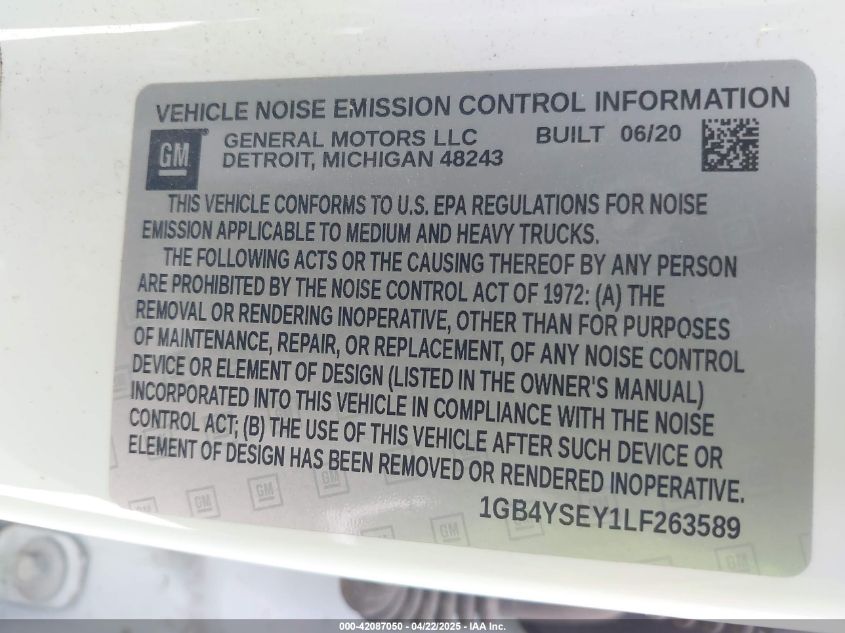 VEHICLE NOISE EMISSION CONTROL INFORMATION
GM
GENERAL MOTORS LLC BUILT 06/20
DETROIT, MICHIGAN 48243
THIS VEHICLE CONFORMS TO U.S. EPA REGULATIONS FOR NOISE
EMISSION APPLICABLE TO MEDIUM AND HEAVY TRUCKS.
THE FOLLOWING ACTS OR THE CAUSING THEREOF BY ANY PERSON
ARE PROHIBITED BY THE NOISE CONTROL ACT OF 1972: (A) THE
REMOVAL OR RENDERING INOPERATIVE, OTHER THAN FOR PURPOSES
OF MAINTENANCE, REPAIR, OR REPLACEMENT, OF ANY NOISE CONTROL
DEVICE OR ELEMENT OF DESIGN (LISTED IN THE OWNER'S MANUAL)
INCORPORATED INTO THIS VEHICLE IN COMPLIANCE WITH THE NOISE
CONTROL ACT; (B) THE USE OF THIS VEHICLE AFTER SUCH DEVICE OR
ELEMENT OF DESIGN HAS BEEN REMOVED OR RENDERED INOPERATIVE.
1GB4YSEY1LF263589
000-42087050 - 04/22/2025 - IAA Inc.